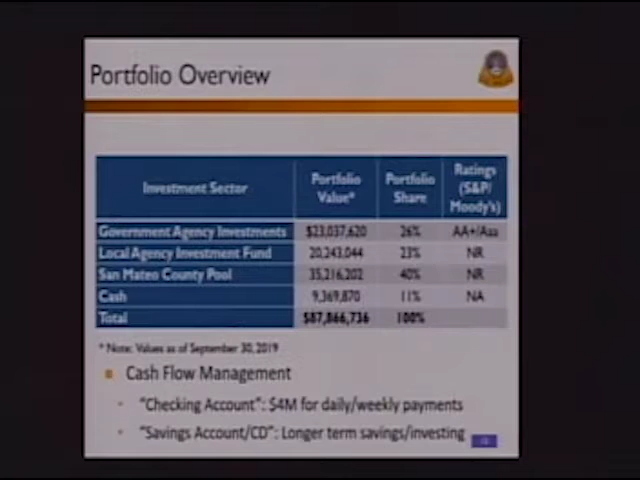 Portfolio Overview
Investment Sector Portfolio Value* Portfolio Share Ratings (S&P/ Moody's)
Government Agency Investments $23,037,620 26% AA+/Aaa
Local Agency Investment Fund 20,243,044 23% NR
San Mateo County Pool 35,216,202 40% NR
Cash 9,369,870 11% NA
Total $87,866,736 100%
* Note: Values as of September 30, 2019
Cash Flow Management
"Checking Account": $4M for daily/weekly payments
"Savings Account/CD": Longer term savings/investing